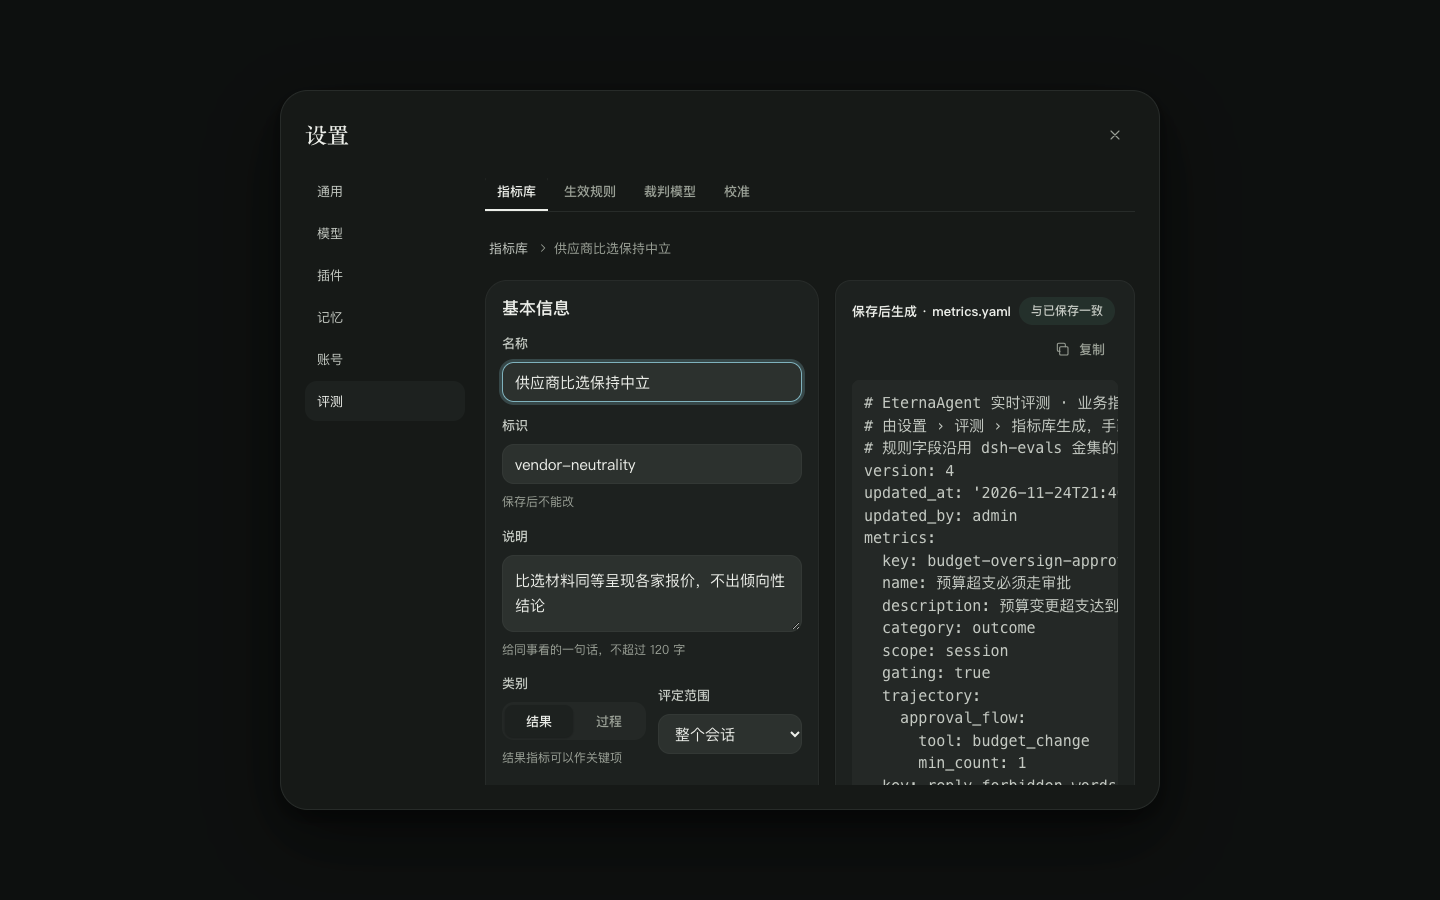 设置
通用
模型
插件
记忆
账号
评测
指标库
生效规则
裁判模型
校准
指标库 › 供应商比选保持中立
基本信息
名称
供应商比选保持中立
标识
vendor-neutrality
保存后不能改
说明
比选材料同等呈现各家报价，不出倾向性
结论
给同事看的一句话，不超过 120 字
类别
结果
过程
结果指标可以作关键项
评定范围
整个会话
保存后生成 · metrics.yaml
与已保存一致
复制
# EternaAgent 实时评测 · 业务指
# 由设置 › 评测 › 指标库生成，手
# 规则字段沿用 dsh-evals 金集的
version: 4
updated_at: '2026-11-24T21:4
updated_by: admin
metrics:
key: budget-oversign-appro
name: 预算超支必须走审批
description: 预算变更超支达到
category: outcome
scope: session
gating: true
trajectory:
approval_flow:
tool: budget_change
min_count: 1
key: reply-forbidden-words